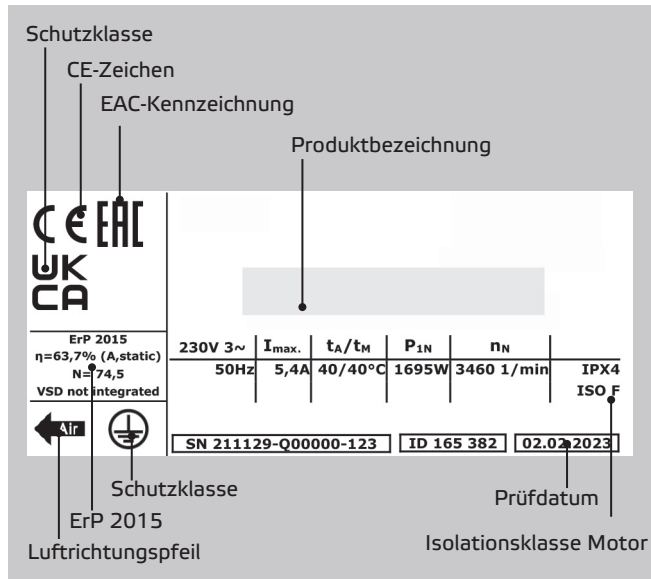 Schutzklasse
CE-Zeichen
EAC-Kennzeichnung
Produktbezeichnung
CE EAC
UK
CA
ErP 2015
η=63,7% (A,static)
N= 74,5
VSD not integrated
230V 3~ Imax. tA/tM P1N nN
50Hz 5,4A 40/40°C 1695W 3460 1/min IPX4
ISO F
Air
SN 211129-Q00000-123 ID 165 382 02.02.2023
Schutzklasse
Prüfdatum
ErP 2015
Isolationsklasse Motor
Luftrichtungspfeil